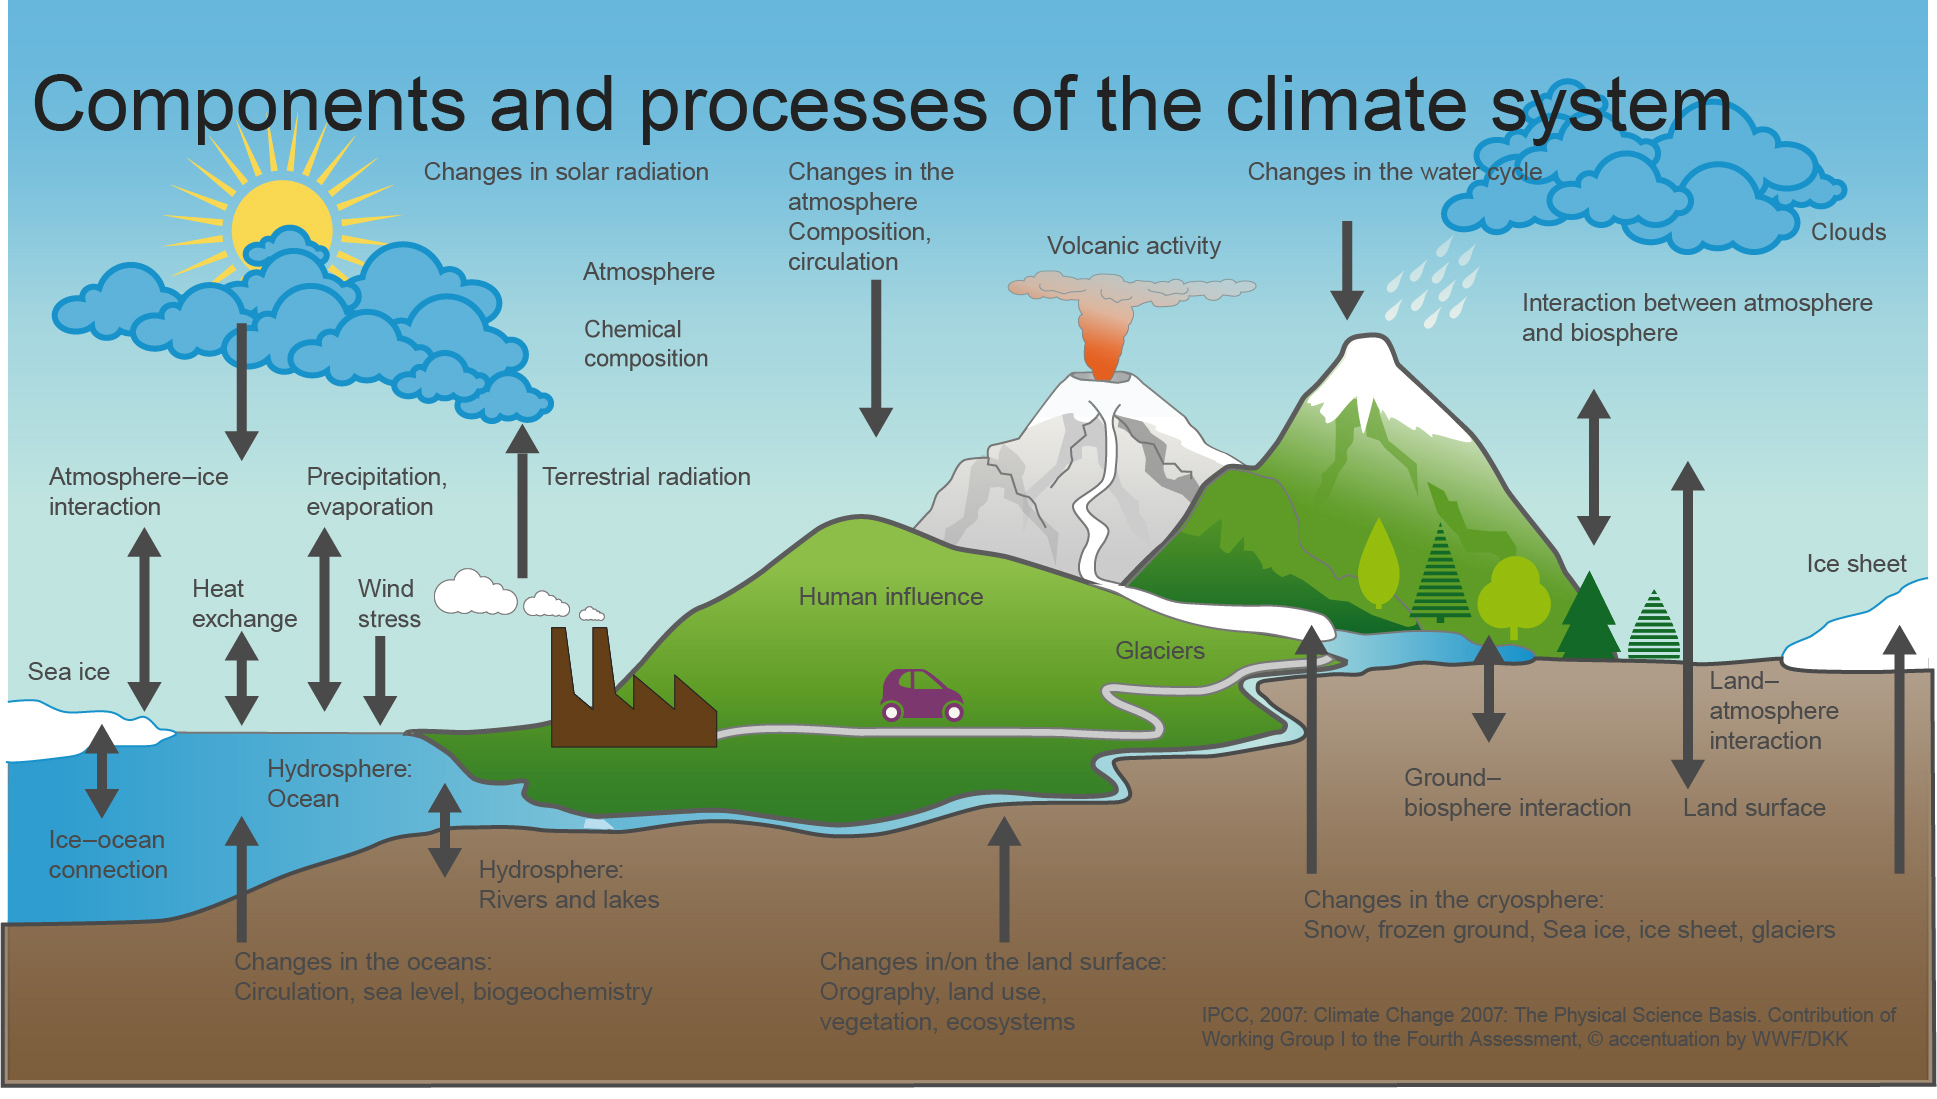 Components and processes of the climate system
Changes in solar radiation
Changes in the
atmosphere
Composition,
circulation
Changes in the water cycle
Clouds
Volcanic activity
Atmosphere
Chemical
composition
Interaction between atmosphere
and biosphere
Atmosphere–ice
interaction
Precipitation,
evaporation
Terrestrial radiation
Heat
exchange
Wind
stress
Human influence
Ice sheet
Sea ice
Glaciers
Land–
atmosphere
interaction
Hydrosphere:
Ocean
Ground–
biosphere interaction
Land surface
Ice–ocean
connection
Hydrosphere:
Rivers and lakes
Changes in the cryosphere:
Snow, frozen ground, Sea ice, ice sheet, glaciers
Changes in the oceans:
Circulation, sea level, biogeochemistry
Changes in/on the land surface:
Orography, land use,
vegetation, ecosystems
IPCC, 2007: Climate Change 2007: The Physical Science Basis. Contribution of
Working Group I to the Fourth Assessment, © accentuation by WWF/DKK